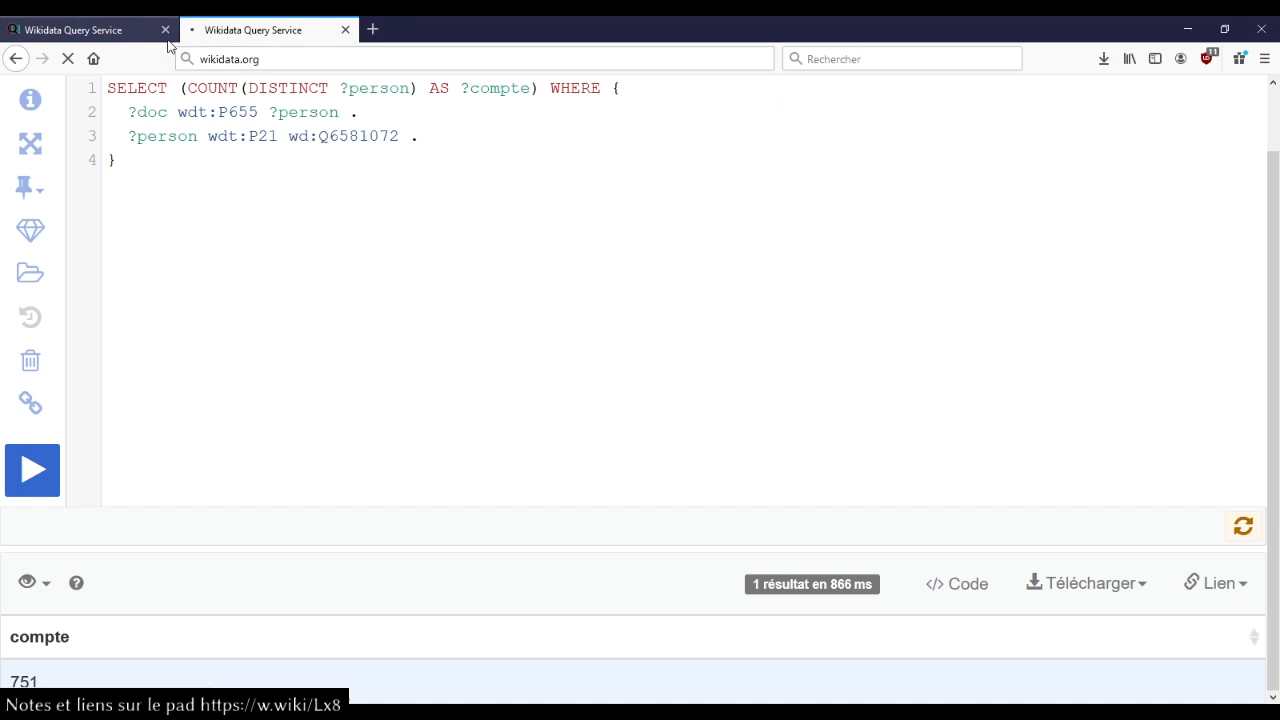 Wikidata Query Service
Wikidata Query Service
wikidata.org
Rechercher
11
1 SELECT (COUNT(DISTINCT ?person) AS ?compte) WHERE {
2 ?doc wdt:P655 ?person .
3 ?person wdt:P21 wd:Q6581072 .
4 }
1 résultat en 866 ms
</> Code
Télécharger
Lien
compte
751
Notes et liens sur le pad https://w.wiki/Lx8